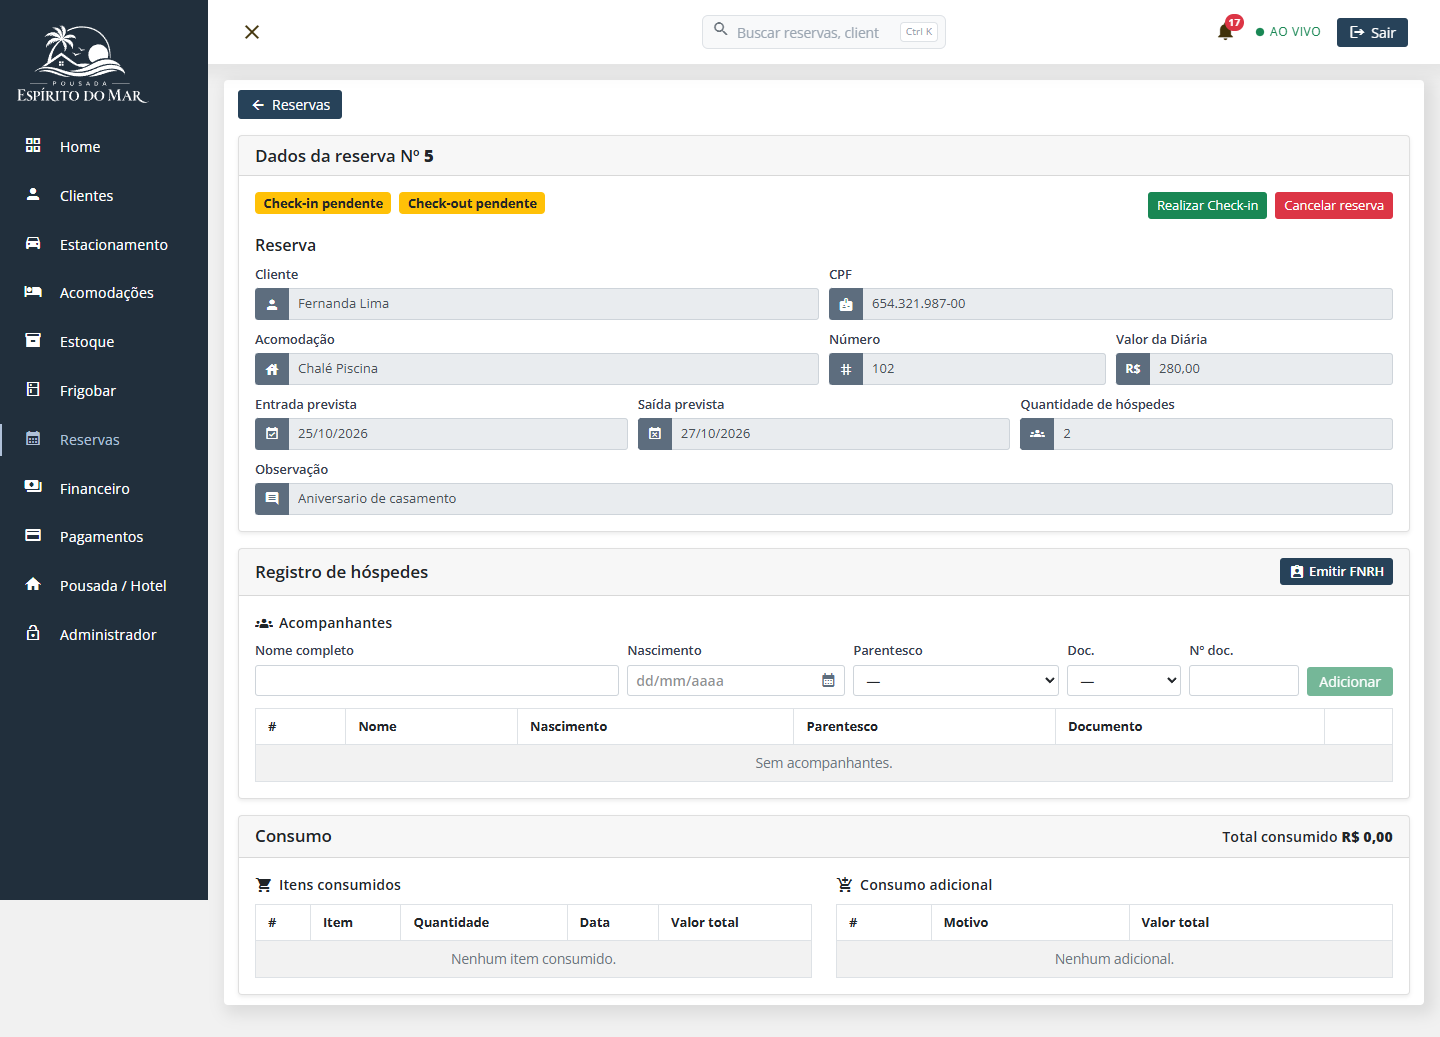 POUSADA
ESPÍRITO DO MAR
Home
Clientes
Estacionamento
Acomodações
Estoque
Frigobar
Reservas
Financeiro
Pagamentos
Pousada / Hotel
Administrador
Buscar reservas, client
Ctrl K
17
AO VIVO
Sair
Reservas
Dados da reserva Nº 5
Check-in pendente
Check-out pendente
Realizar Check-in
Cancelar reserva
Reserva
Cliente
CPF
Fernanda Lima
654.321.987-00
Acomodação
Número
Valor da Diária
Chalé Piscina
102
R$ 280,00
Entrada prevista
Saída prevista
Quantidade de hóspedes
25/10/2026
27/10/2026
2
Observação
Aniversario de casamento
Registro de hóspedes
Emitir FNRH
Acompanhantes
Nome completo
Nascimento
Parentesco
Doc.
Nº doc.
dd/mm/aaaa
—
—
Adicionar
# Nome Nascimento Parentesco Documento
Sem acompanhantes.
Consumo
Total consumido R$ 0,00
Itens consumidos
# Item Quantidade Data Valor total
Nenhum item consumido.
Consumo adicional
# Motivo Valor total
Nenhum adicional.